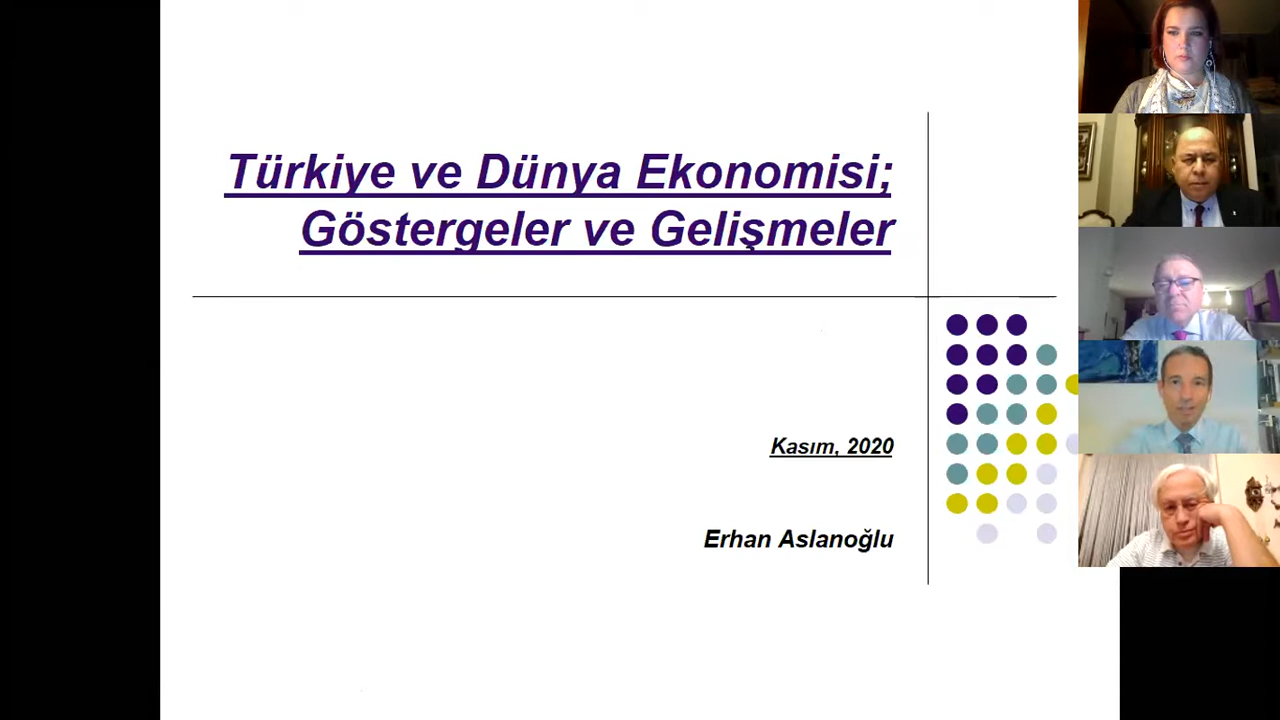 Türkiye ve Dünya Ekonomisi;
Göstergeler ve Gelişmeler
Kasım, 2020
Erhan Aslanoğlu